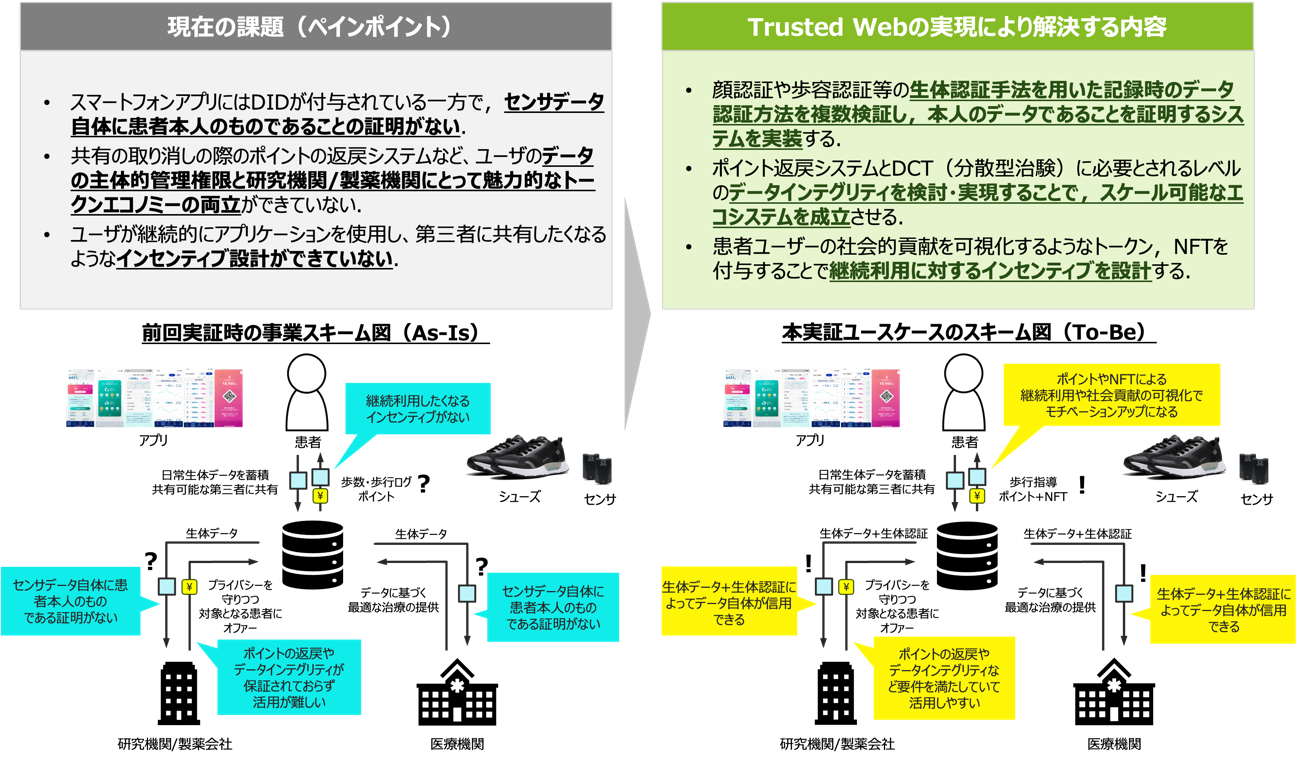 現在の課題（ペインポイント）
• スマートフォンアプリにはDIDが付与されている一方で，センサデータ
自体に患者本人のものであることの証明がない.
• 共有の取り消しの際のポイントの返戻システムなど、ユーザのデータ
の主体的管理権限と研究機関/製薬機関にとって魅力的なトー
クンエコノミーの両立ができていない.
• ユーザが継続的にアプリケーションを使用し、第三者に共有したくなる
ようなインセンティブ設計ができていない.
Trusted Webの実現により解決する内容
• 顔認証や歩容認証等の生体認証手法を用いた記録時のデータ
認証方法を複数検証し，本人のデータであることを証明するシス
テムを実装する.
• ポイント返戻システムとDCT（分散型治験）に必要とされるレベル
のデータインテグリティを検討・実現することで，スケール可能なエ
コシステムを成立させる.
• 患者ユーザーの社会的貢献を可視化するようなトークン，NFTを
付与することで継続利用に対するインセンティブを設計する.
前回実証時の事業スキーム図（As-Is）
アプリ
患者
継続利用したくなる
インセンティブがない
日常生体データを蓄積
共有可能な第三者に共有
¥
歩数・歩行ログ
ポイント
?
シューズ
センサ
生体データ
生体データ
?
?
センサデータ自体に患
者本人のもの
である証明がない
¥
プライバシーを
守りつつ
対象となる患者に
オファー
データに基づく
最適な治療の提供
センサデータ自体に
患者本人のもの
である証明がない
ポイントの返戻や
データインテグリティが
保証されておらず
活用が難しい
研究機関/製薬会社
医療機関
本実証ユースケースのスキーム図（To-Be）
アプリ
患者
ポイントやNFTによる
継続利用や社会貢献の可視化で
モチベーションアップになる
日常生体データを蓄積
共有可能な第三者に共有
¥
歩行指導
ポイント+NFT
!
シューズ
センサ
生体データ+生体認証
生体データ+生体認証
!
!
生体データ+生体認証に
よってデータ自体が信用
できる
¥
プライバシーを
守りつつ
対象となる患者に
オファー
データに基づく
最適な治療の提供
生体データ+生体認証に
よってデータ自体が信用
できる
ポイントの返戻や
データインテグリティな
ど要件を満たしていて
活用しやすい
研究機関/製薬会社
医療機関